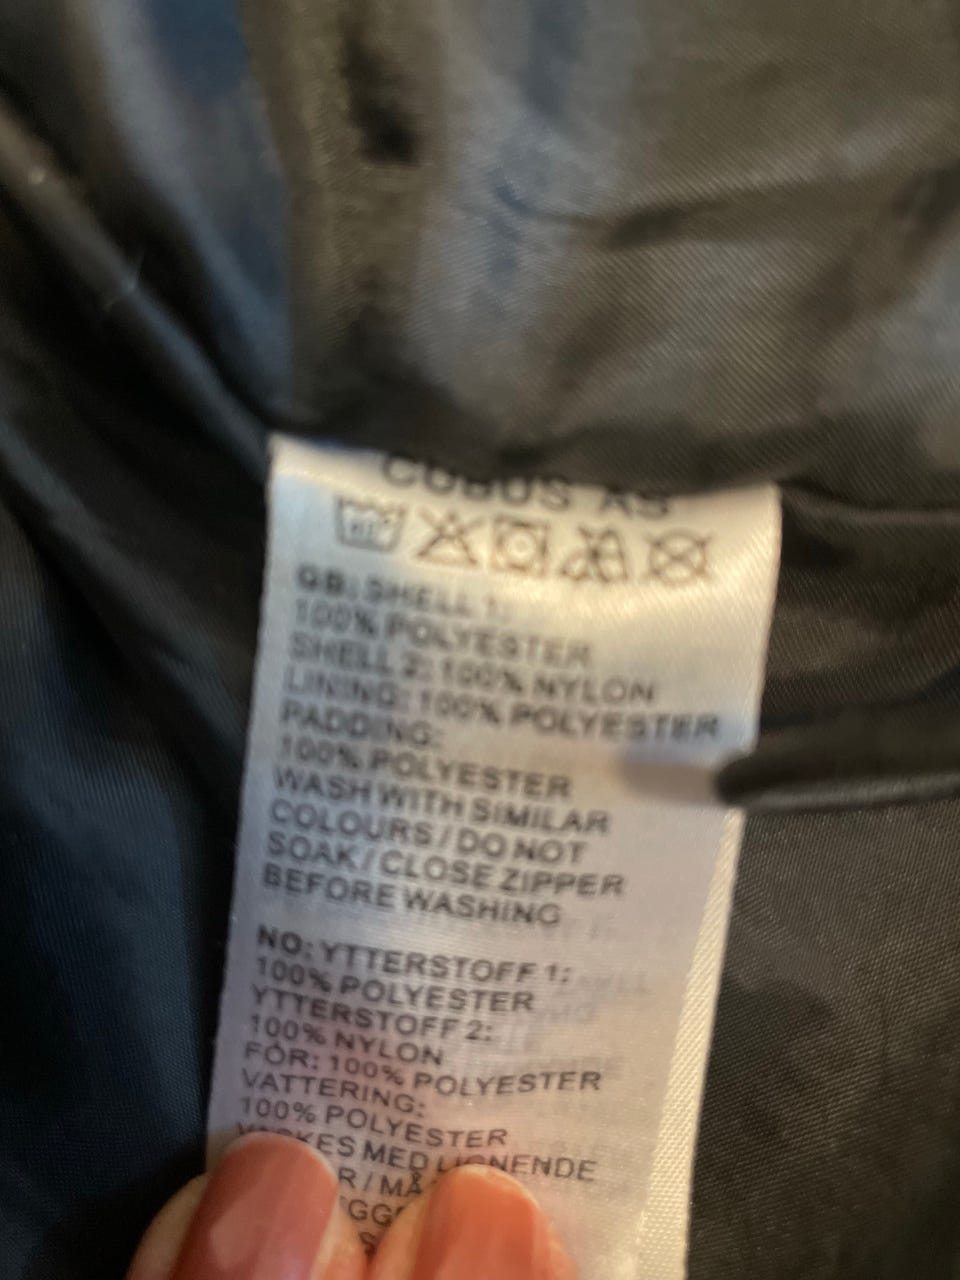 CUBUS AS
GB: SHELL 1:
100% POLYESTER
SHELL 2: 100% NYLON
LINING: 100% POLYESTER
PADDING:
100% POLYESTER
WASH WITH SIMILAR
COLOURS / DO NOT
SOAK / CLOSE ZIPPER
BEFORE WASHING
NO: YTTERSTOFF 1:
100% POLYESTER
YTTERSTOFF 2:
100% NYLON
FÔR: 100% POLYESTER
VATTERING:
100% POLYESTER
VASKES MED LIGNENDE